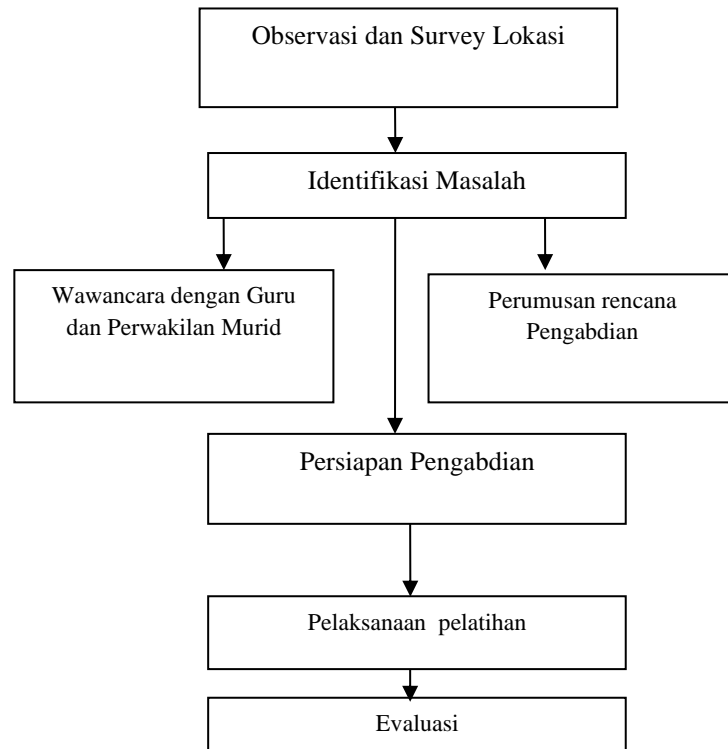 Observasi dan Survey Lokasi
Identifikasi Masalah
Wawancara dengan Guru
dan Perwakilan Murid
Perumusan rencana
Pengabdian
Persiapan Pengabdian
Pelaksanaan pelatihan
Evaluasi